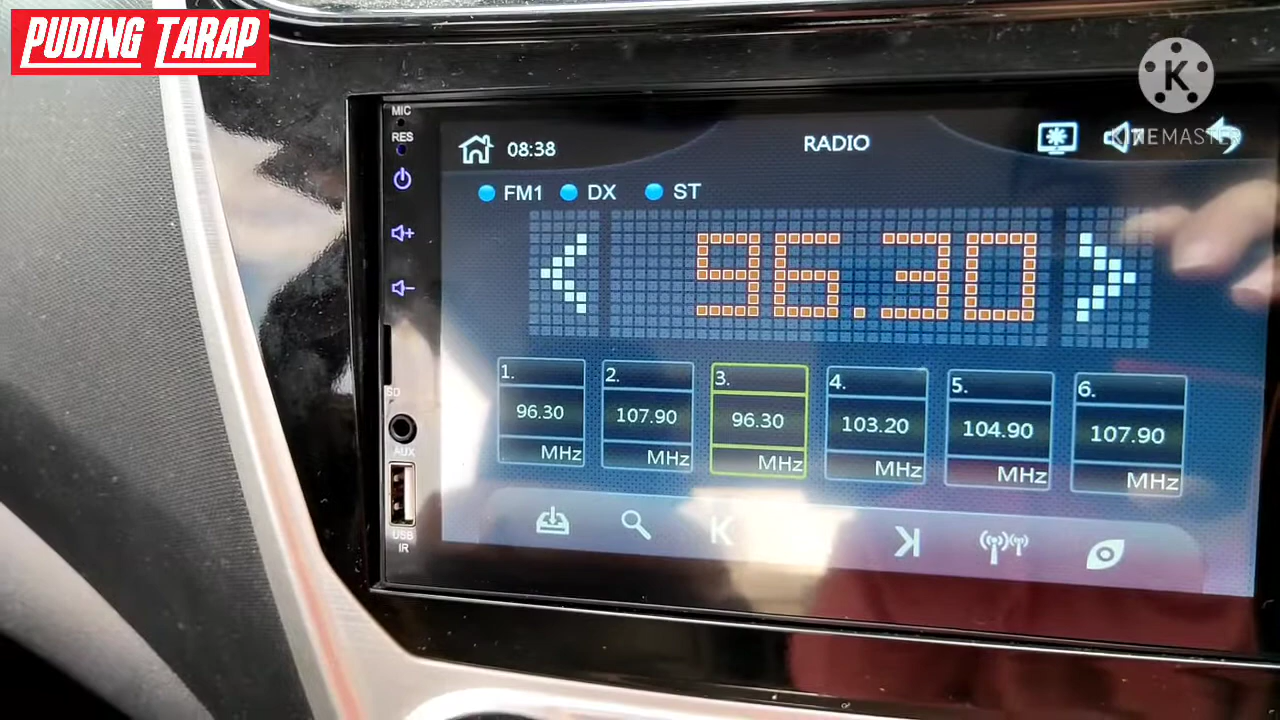 PUDING TARAP
K
KINEMASTER
MIC
RES
08:38
RADIO
FM1 DX ST
96.30
1. 2. 3. 4. 5. 6.
96.30 107.90 96.30 103.20 104.90 107.90
MHz MHz MHz MHz MHz MHz
SD
AUX
USB
IR